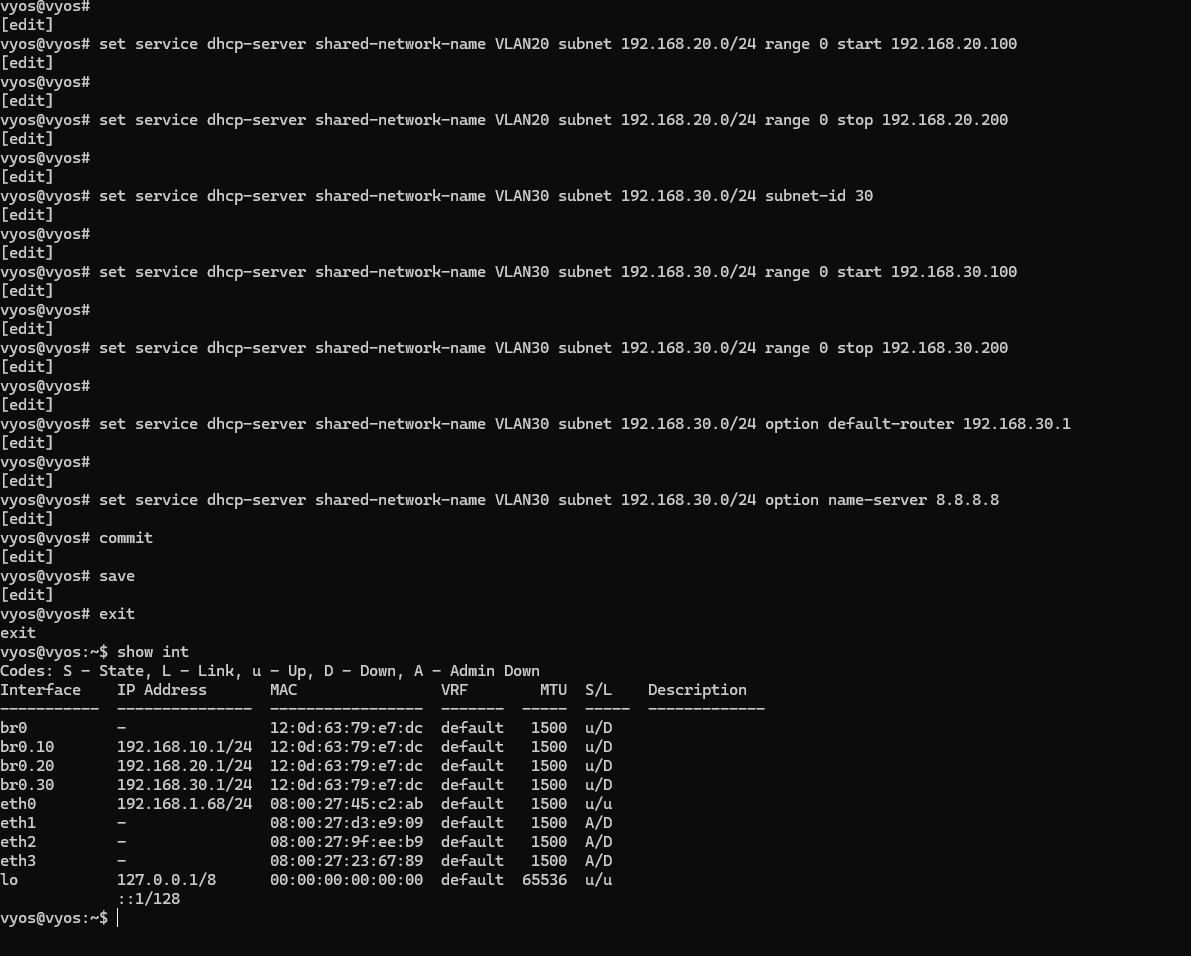 vyos@vyos#
[edit]
vyos@vyos# set service dhcp-server shared-network-name VLAN20 subnet 192.168.20.0/24 range 0 start 192.168.20.100
[edit]
vyos@vyos#
[edit]
vyos@vyos# set service dhcp-server shared-network-name VLAN20 subnet 192.168.20.0/24 range 0 stop 192.168.20.200
[edit]
vyos@vyos#
[edit]
vyos@vyos# set service dhcp-server shared-network-name VLAN30 subnet 192.168.30.0/24 subnet-id 30
[edit]
vyos@vyos#
[edit]
vyos@vyos# set service dhcp-server shared-network-name VLAN30 subnet 192.168.30.0/24 range 0 start 192.168.30.100
[edit]
vyos@vyos#
[edit]
vyos@vyos# set service dhcp-server shared-network-name VLAN30 subnet 192.168.30.0/24 range 0 stop 192.168.30.200
[edit]
vyos@vyos#
[edit]
vyos@vyos# set service dhcp-server shared-network-name VLAN30 subnet 192.168.30.0/24 option default-router 192.168.30.1
[edit]
vyos@vyos#
[edit]
vyos@vyos# set service dhcp-server shared-network-name VLAN30 subnet 192.168.30.0/24 option name-server 8.8.8.8
[edit]
vyos@vyos# commit
[edit]
vyos@vyos# save
[edit]
vyos@vyos# exit
exit
vyos@vyos:~$ show int
Codes: S - State, L - Link, u - Up, D - Down, A - Admin Down
Interface    IP Address       MAC                VRF        MTU  S/L    Description
-----------  ---------------  -----------------  -------  -----  -----  -------------
br0          -                12:0d:63:79:e7:dc  default   1500  u/D
br0.10       192.168.10.1/24  12:0d:63:79:e7:dc  default   1500  u/D
br0.20       192.168.20.1/24  12:0d:63:79:e7:dc  default   1500  u/D
br0.30       192.168.30.1/24  12:0d:63:79:e7:dc  default   1500  u/D
eth0         192.168.1.68/24  08:00:27:45:c2:ab  default   1500  u/u
eth1         -                08:00:27:d3:e9:09  default   1500  A/D
eth2         -                08:00:27:9f:ee:b9  default   1500  A/D
eth3         -                08:00:27:23:67:89  default   1500  A/D
lo           127.0.0.1/8      00:00:00:00:00:00  default  65536  u/u
             ::1/128
vyos@vyos:~$